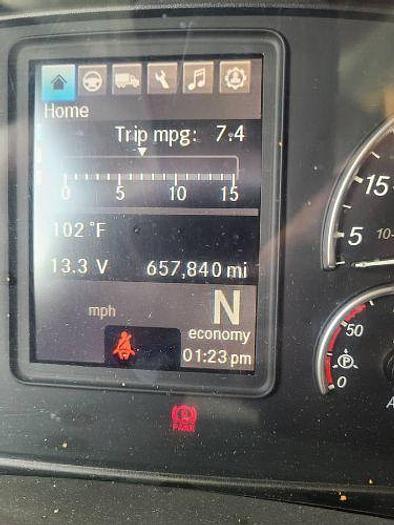 Home
Trip mpg: 7.4
0 5 10 15
102 °F
13.3 V 657,840 mi
mph N
economy
01:23 pm
PARK
15
5 10-
50
P
0
A